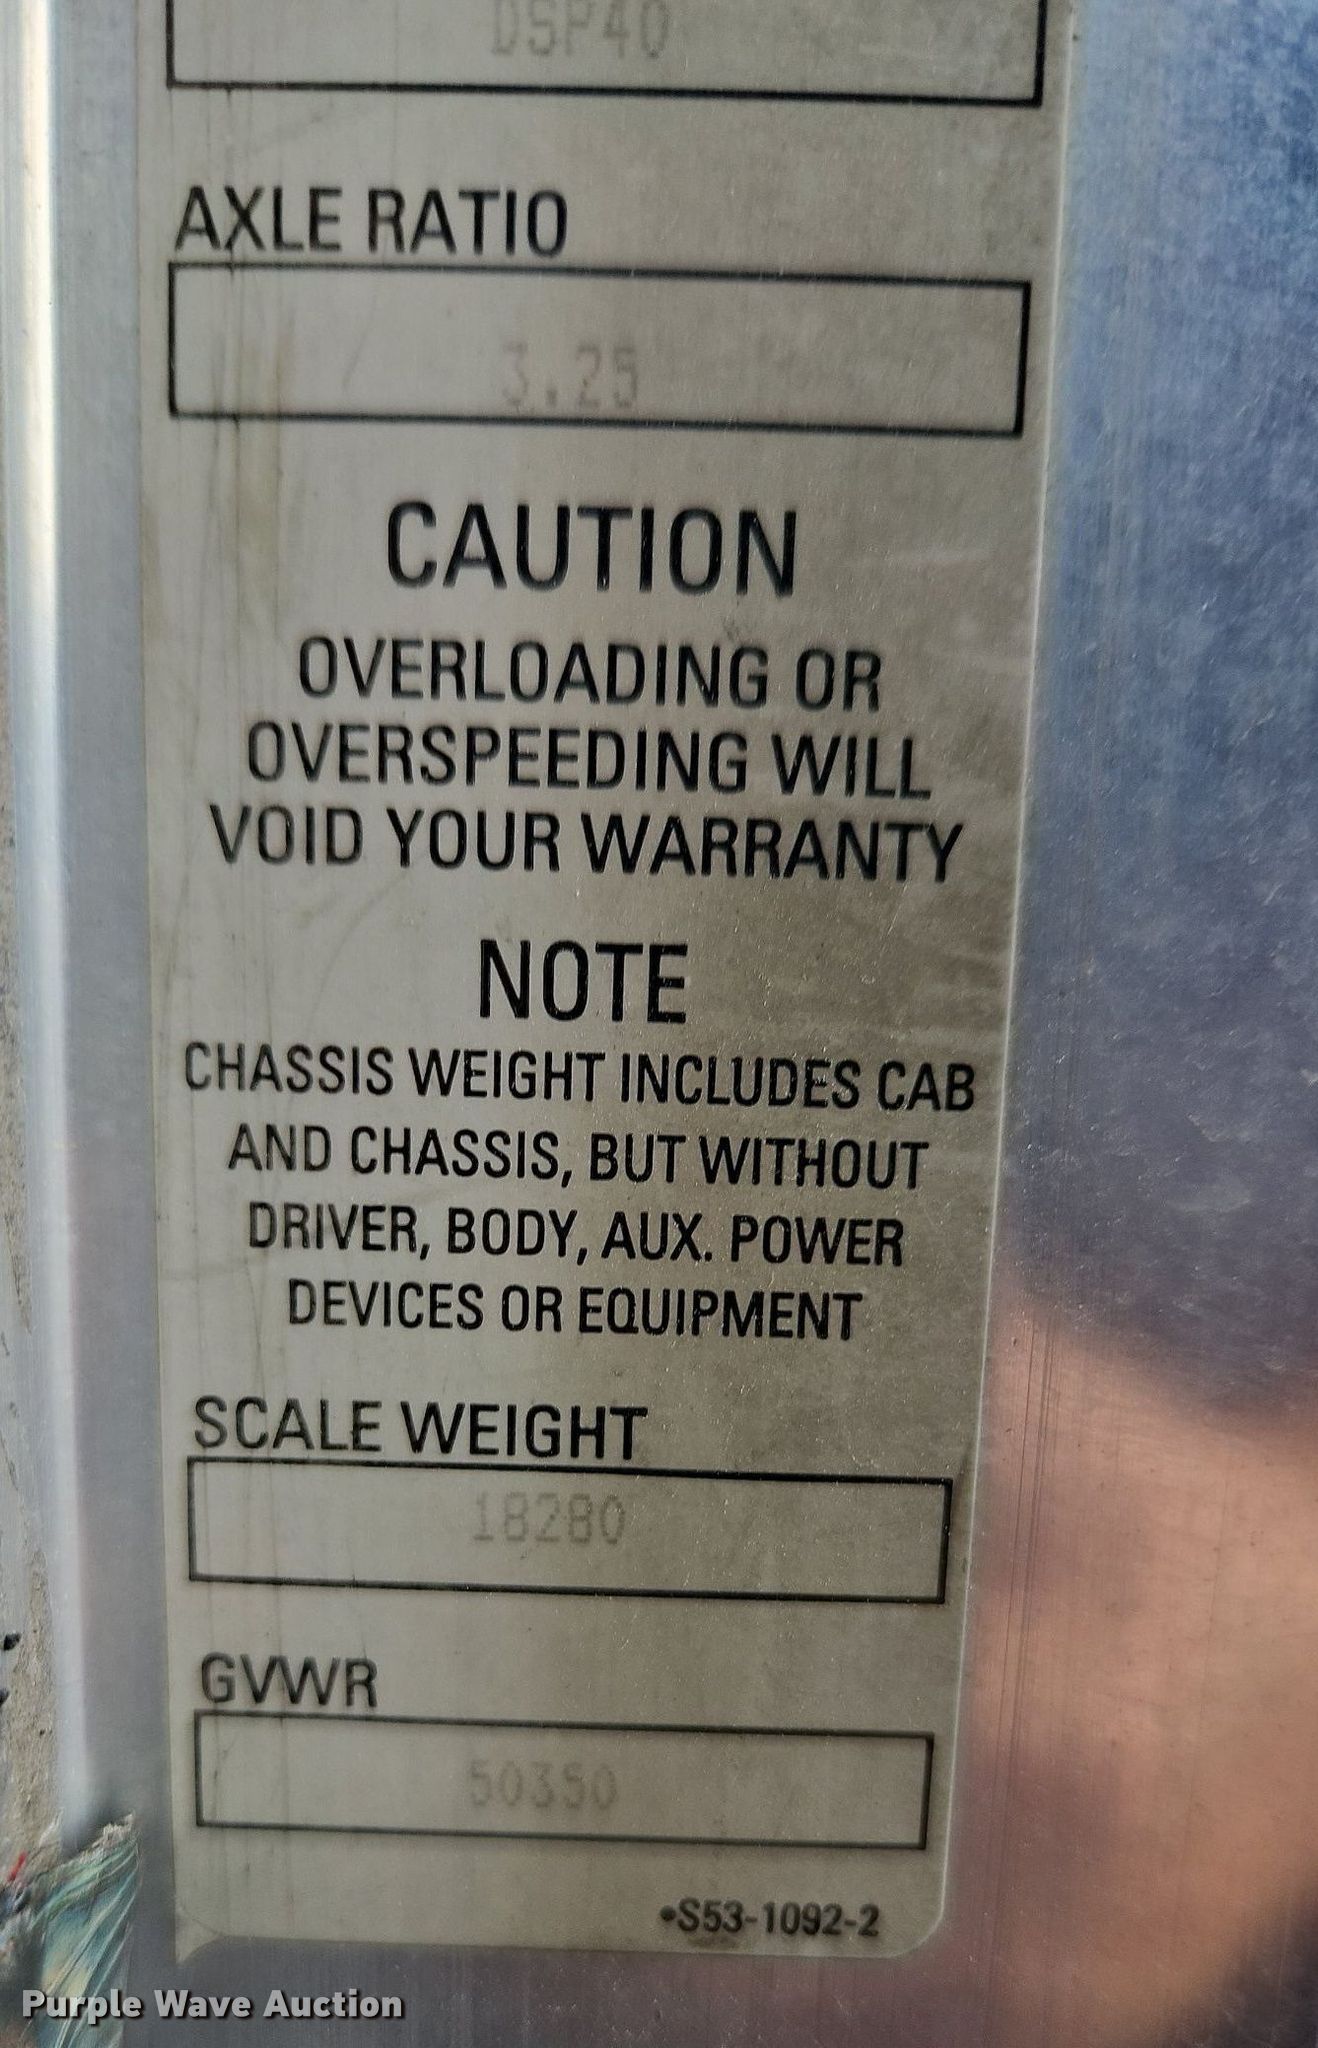 DSP40
AXLE RATIO
3.25
CAUTION
OVERLOADING OR
OVERSPEEDING WILL
VOID YOUR WARRANTY
NOTE
CHASSIS WEIGHT INCLUDES CAB
AND CHASSIS, BUT WITHOUT
DRIVER, BODY, AUX. POWER
DEVICES OR EQUIPMENT
SCALE WEIGHT
18280
GVWR
50350
•S53-1092-2
Purple Wave Auction